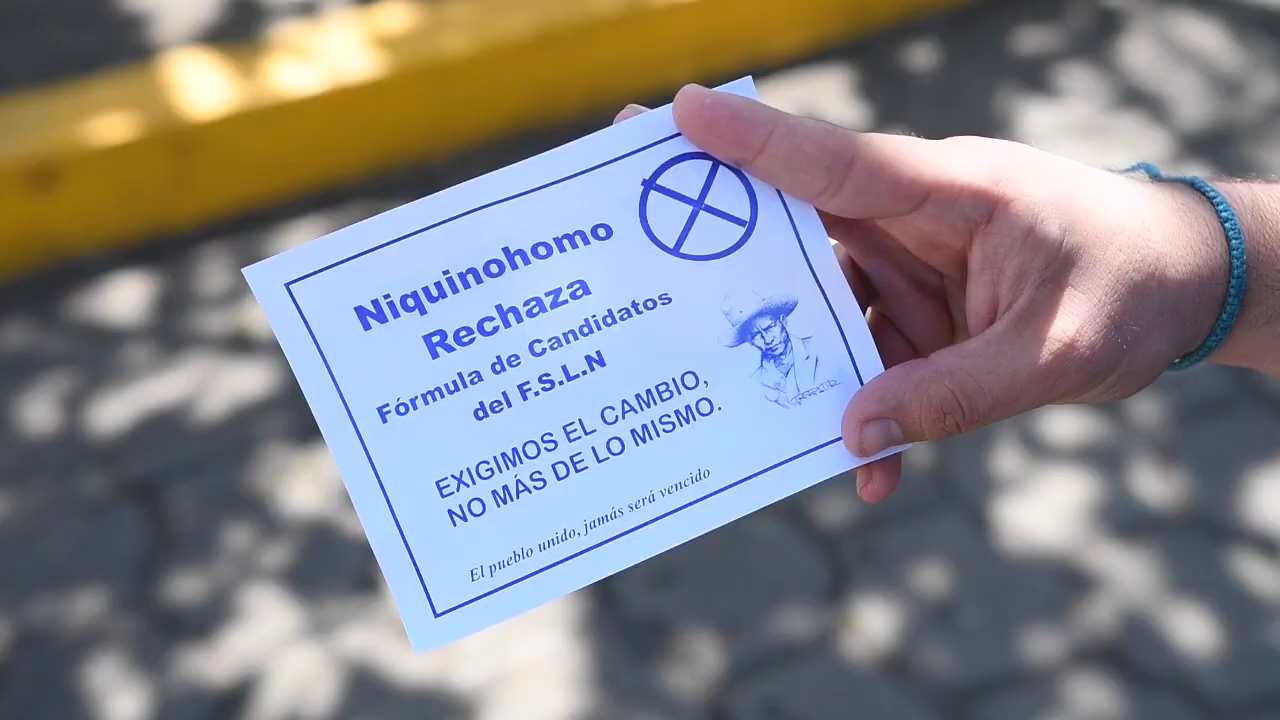 Niquinohomo
Rechaza
Fórmula de Candidatos
del F.S.L.N
EXIGIMOS EL CAMBIO,
NO MÁS DE LO MISMO.
El pueblo unido, jamás será vencido